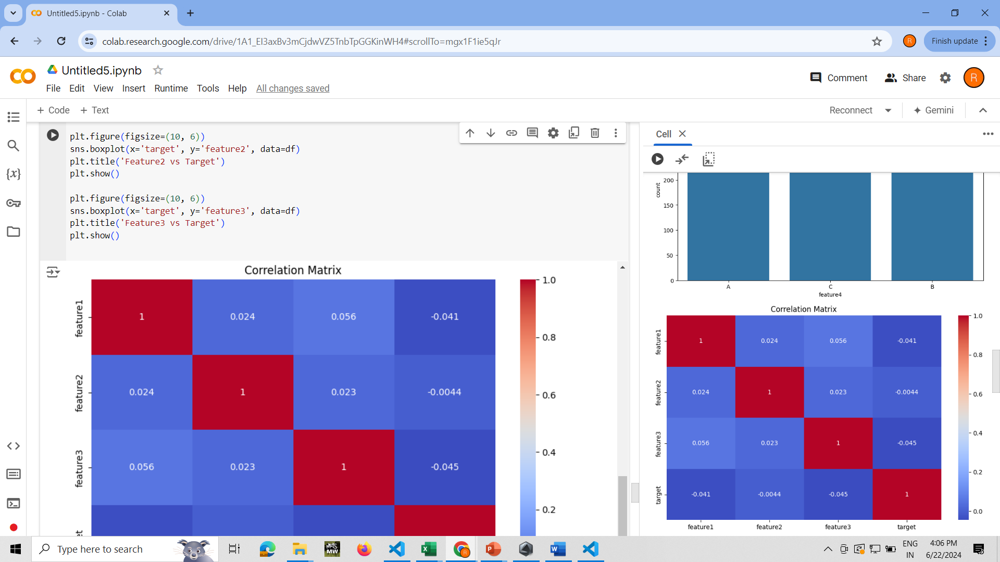 Untitled5.ipynb - Colab
colab.research.google.com/drive/1A1_EI3axBv3mCjdwVZ5TnbTpGGKinWH4#scrollTo=mgx1F1ie5qJr
R
Finish update
CO
Untitled5.ipynb
Comment
Share
R
File Edit View Insert Runtime Tools Help All changes saved
+ Code + Text
Reconnect
Gemini
{x}
plt.figure(figsize=(10, 6))
sns.boxplot(x='target', y='feature2', data=df)
plt.title('Feature2 vs Target')
plt.show()
plt.figure(figsize=(10, 6))
sns.boxplot(x='target', y='feature3', data=df)
plt.title('Feature3 vs Target')
plt.show()
Correlation Matrix
feature1
1 0.024 0.056 -0.041
feature2
0.024 1 0.023 -0.0044
feature3
0.056 0.023 1 -0.045
et
1.0
0.8
0.6
0.4
0.2
Cell
count
200
150
100
50
0
A C B
feature4
Correlation Matrix
feature1
1 0.024 0.056 -0.041
feature2
0.024 1 0.023 -0.0044
feature3
0.056 0.023 1 -0.045
target
-0.041 -0.0044 -0.045 1
feature1 feature2 feature3 target
1.0
0.8
0.6
0.4
0.2
0.0
Type here to search
NFS
MW
X
R
P
W
ENG
IN
4:06 PM
6/22/2024